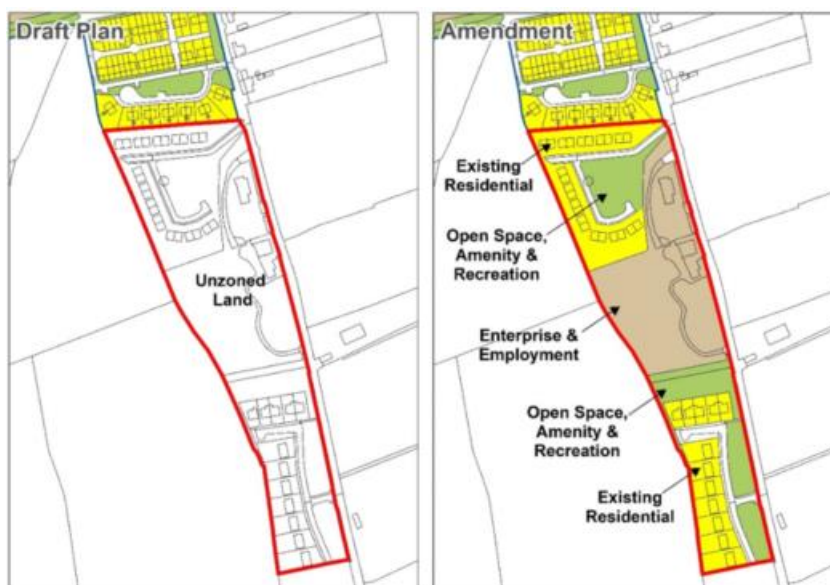 Draft Plan
Unzoned
Land
Amendment
Existing
Residential
Open Space,
Amenity &
Recreation
Enterprise &
Employment
Open Space,
Amenity &
Recreation
Existing
Residential